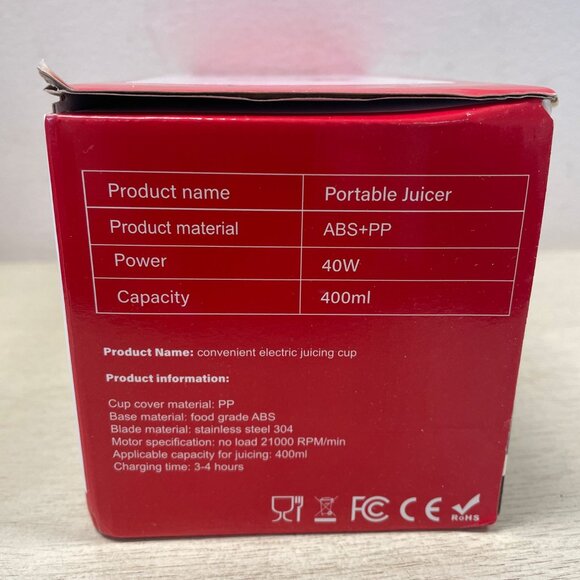 Product name Portable Juicer
Product material ABS+PP
Power 40W
Capacity 400ml
Product Name: convenient electric juicing cup
Product information:
Cup cover material: PP
Base material: food grade ABS
Blade material: stainless steel 304
Motor specification: no load 21000 RPM/min
Applicable capacity for juicing: 400ml
Charging time: 3-4 hours
FC CE RoHS